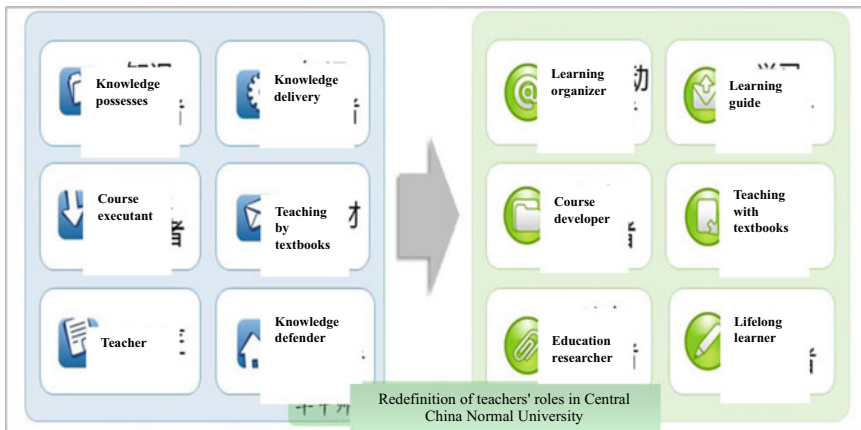 Knowledge
possesses
Knowledge
delivery
Learning
organizer
Learning
guide
Course
executant
Teaching
by
textbooks
Course
developer
Teaching
with
textbooks
Teacher
Knowledge
defender
Education
researcher
Lifelong
learner
Redefinition of teachers' roles in Central
China Normal University